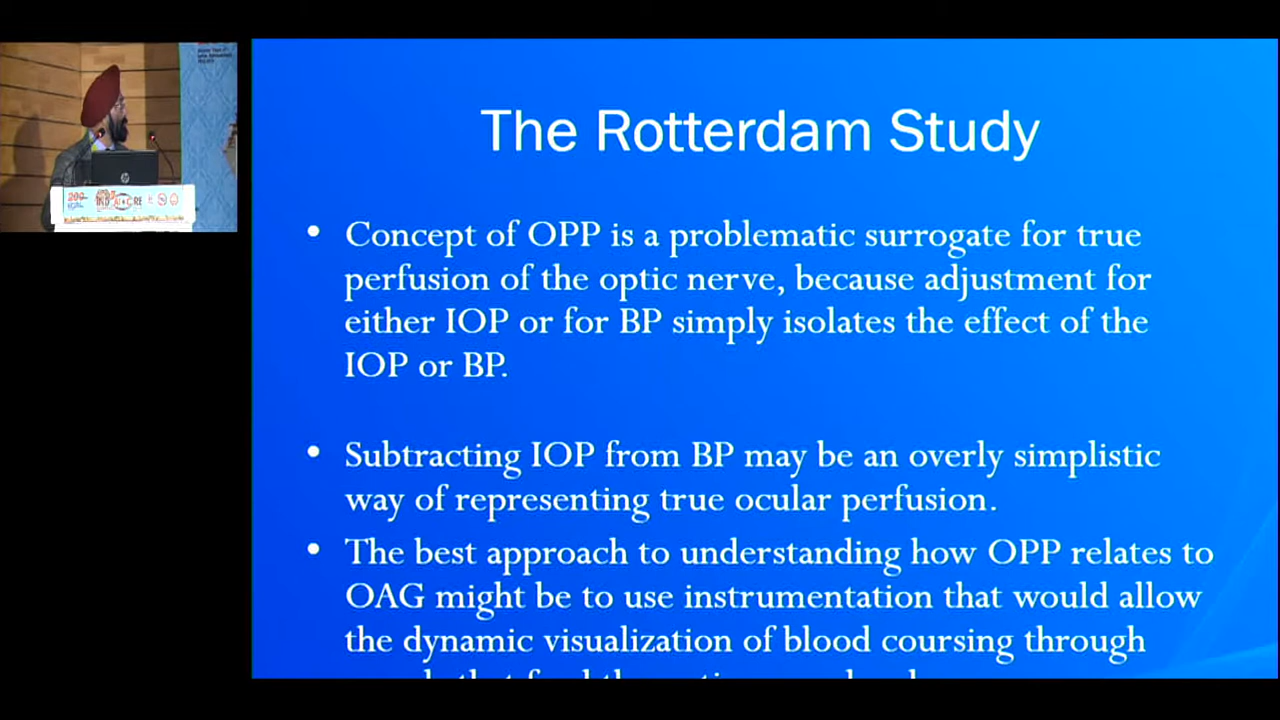 The Rotterdam Study
• Concept of OPP is a problematic surrogate for true
perfusion of the optic nerve, because adjustment for
either IOP or for BP simply isolates the effect of the
IOP or BP.
• Subtracting IOP from BP may be an overly simplistic
way of representing true ocular perfusion.
• The best approach to understanding how OPP relates to
OAG might be to use instrumentation that would allow
the dynamic visualization of blood coursing through